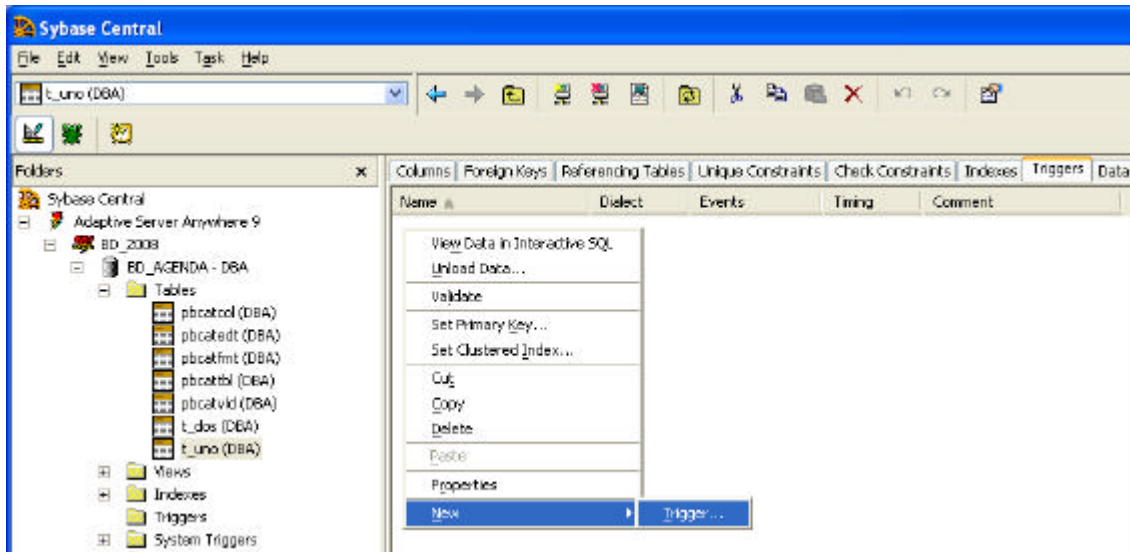 Sybase Central
File Edit View Tools Task Help
t_uno (DBA)
Folders
Sybase Central
Adaptive Server Anywhere 9
BD_2008
BD_AGENDA - DBA
Tables
pbcatcol (DBA)
pbcatedt (DBA)
pbcatfmt (DBA)
pbcattbl (DBA)
pbcatvld (DBA)
t_dos (DBA)
t_uno (DBA)
Views
Indexes
Triggers
System Triggers
Columns Foreign Keys Referencing Tables Unique Constraints Check Constraints Indexes Triggers Data
Name Dialect Events Timing Comment
View Data in Interactive SQL
Unload Data...
Validate
Set Primary Key...
Set Clustered Index...
Cut
Copy
Delete
Paste
Properties
New Trigger...